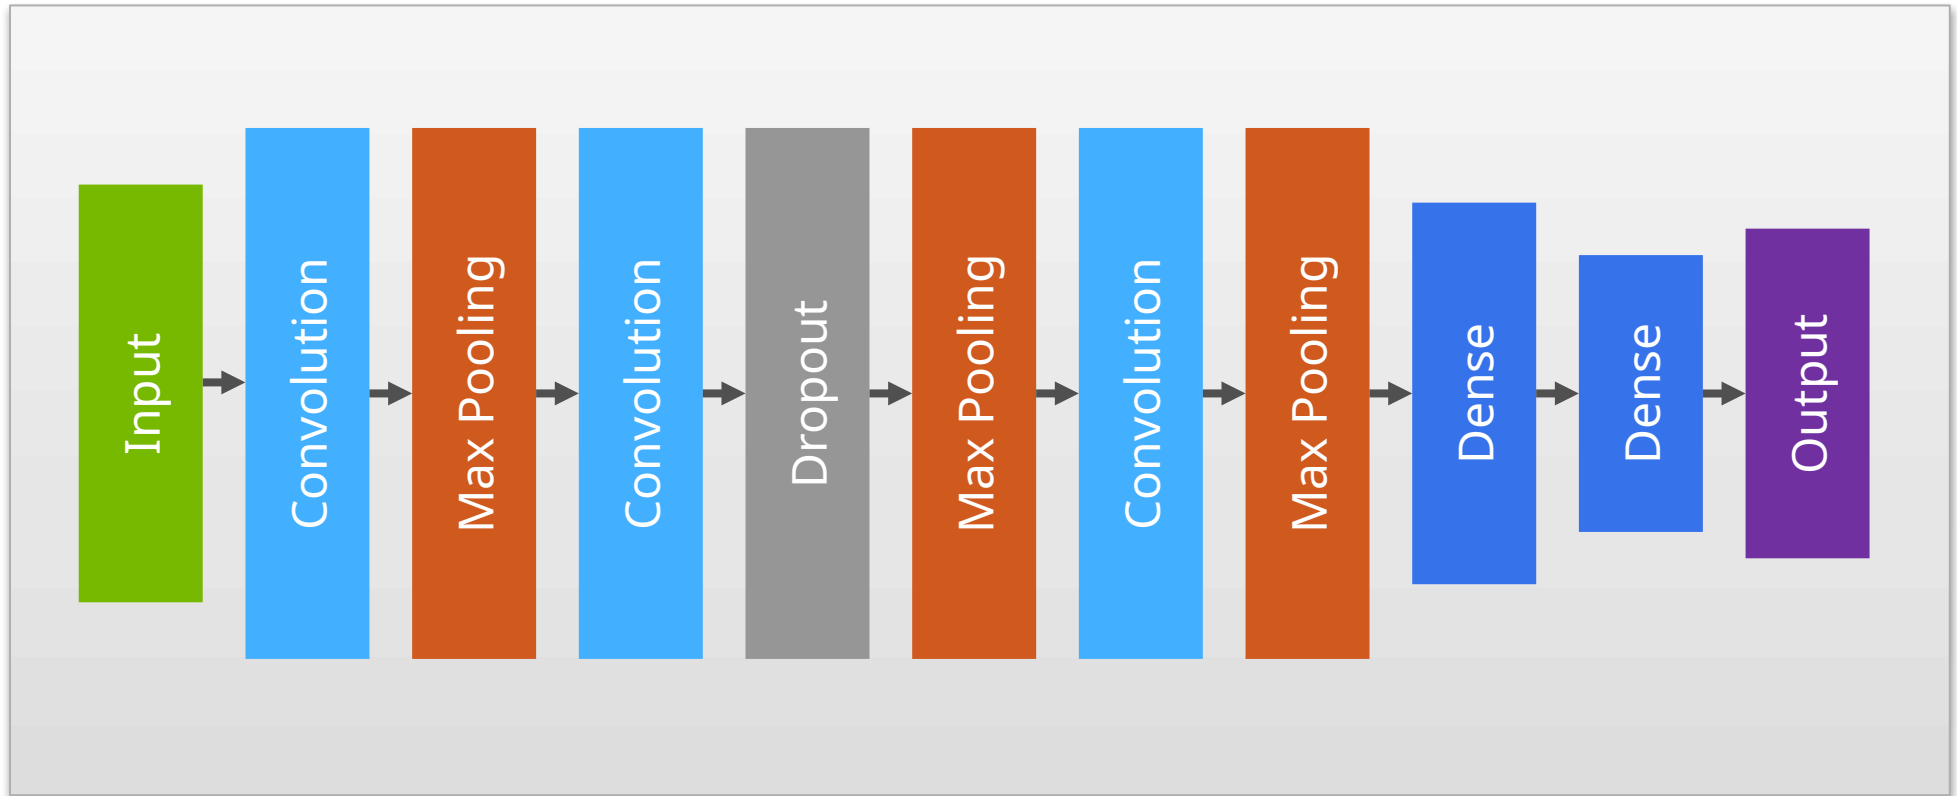 Input
Convolution
Max Pooling
Convolution
Dropout
Max Pooling
Convolution
Max Pooling
Dense
Dense
Output